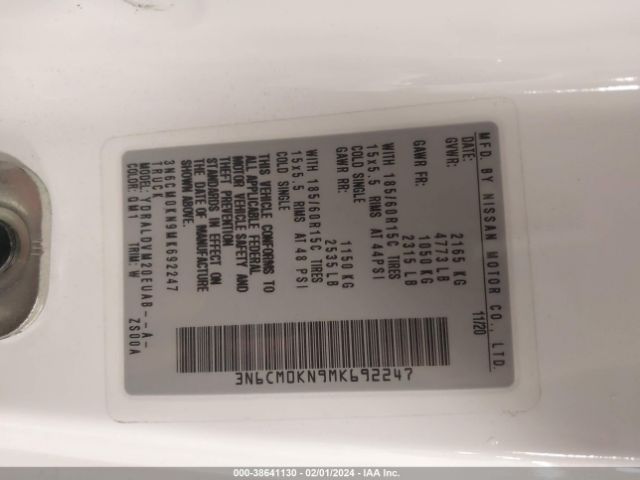 MFD. BY NISSAN MOTOR CO., LTD.
DATE: 11/20
GVWR: 2165 KG
4773 LB
GAWR FR: 1050 KG
2315 LB
WITH 185/60R15C TIRES
15x5.5 RIMS AT 44PSI
COLD SINGLE
GAWR RR: 1150 KG
2535 LB
WITH 185/60R15C TIRES
15x5.5 RIMS AT 48 PSI
COLD SINGLE
THIS VEHICLE CONFORMS TO
ALL APPLICABLE FEDERAL
MOTOR VEHICLE SAFETY AND
THEFT PREVENTION
STANDARDS IN EFFECT ON
THE DATE OF MANUFACTURE
SHOWN ABOVE.
3N6CM0KN9MK692247
TRUCK
MODEL YDRALDVM20EUAB--A-
COLOR: QM1 TRIM: W ZS00A
3N6CM0KN9MK692247
000-38641130 - 02/01/2024 - IAA Inc.